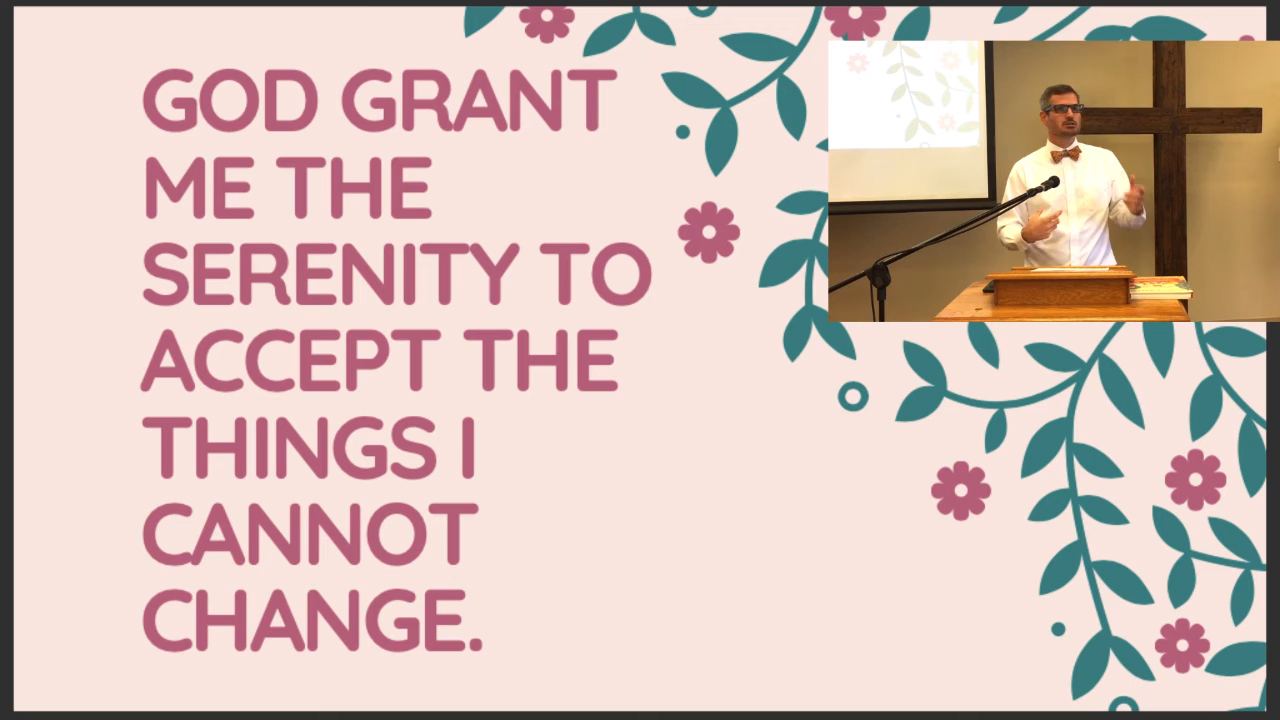 GOD GRANT
ME THE
SERENITY TO
ACCEPT THE
THINGS I
CANNOT
CHANGE.